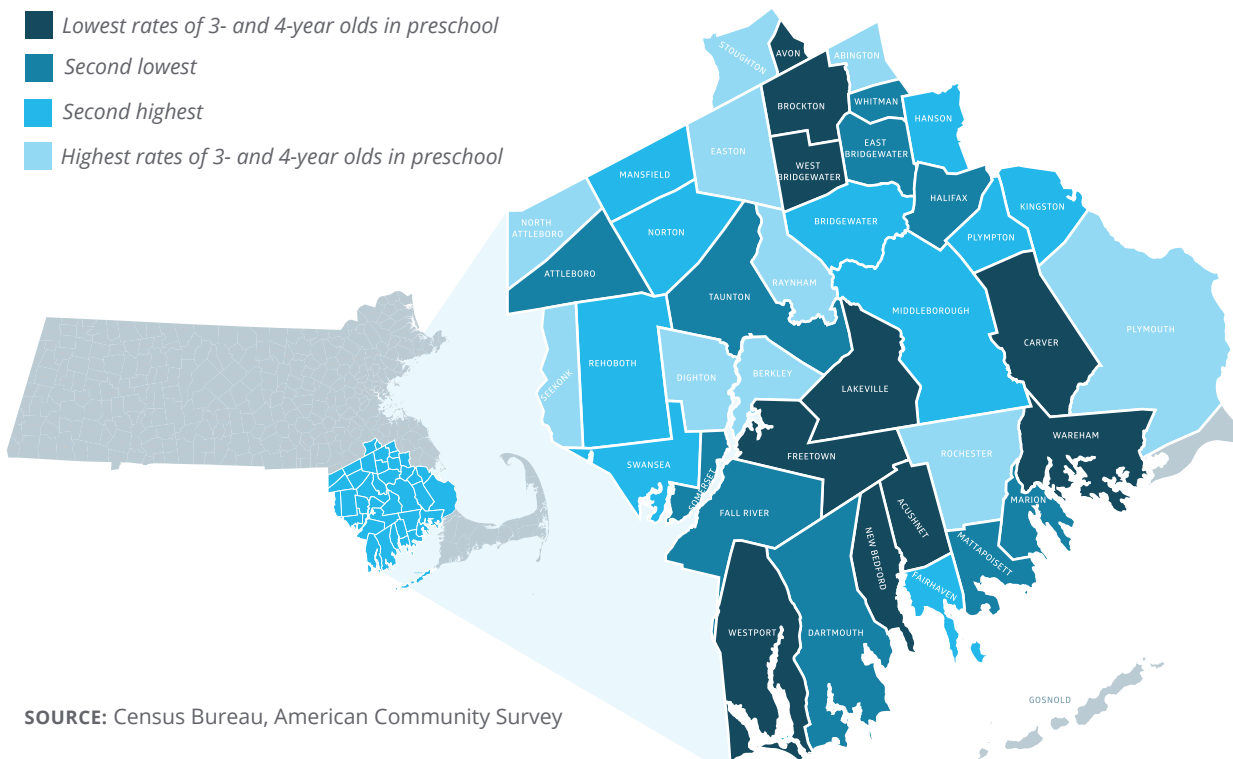 Lowest rates of 3- and 4-year olds in preschool
Second lowest
Second highest
Highest rates of 3- and 4-year olds in preschool
STOUGHTON
AVON
ABINGTON
BROCKTON
WHITMAN
HANSON
EASTON
EAST
BRIDGEWATER
WEST
BRIDGEWATER
MANSFIELD
HALIFAX
KINGSTON
NORTH
ATTLEBORO
NORTON
BRIDGEWATER
PLYMPTON
ATTLEBORO
RAYNHAM
TAUNTON
MIDDLEBOROUGH
PLYMOUTH
CARVER
REHOBOTH
SEEKONK
DIGHTON
BERKLEY
LAKEVILLE
WAREHAM
FREETOWN
ROCHESTER
SWANSEA
SOMERSET
MARION
FALL RIVER
ACUSHNET
NEW BEDFORD
MATTAPOISETT
FAIRHAVEN
WESTPORT
DARTMOUTH
GOSNOLD
SOURCE: Census Bureau, American Community Survey